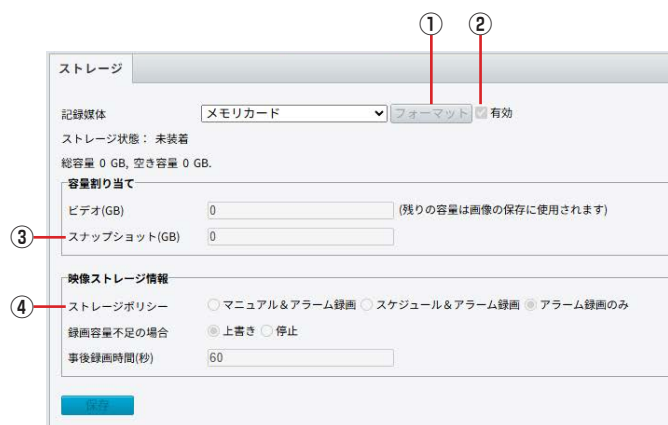 ① ②
ストレージ
記録媒体 メモリカード フォーマット 有効
ストレージ状態： 未装着
総容量 0 GB, 空き容量 0 GB.
容量割り当て
ビデオ(GB) 0 (残りの容量は画像の保存に使用されます)
③ スナップショット(GB) 0
映像ストレージ情報
④ ストレージポリシー マニュアル＆アラーム録画 スケジュール＆アラーム録画 アラーム録画のみ
録画容量不足の場合 上書き 停止
事後録画時間(秒) 60
保存